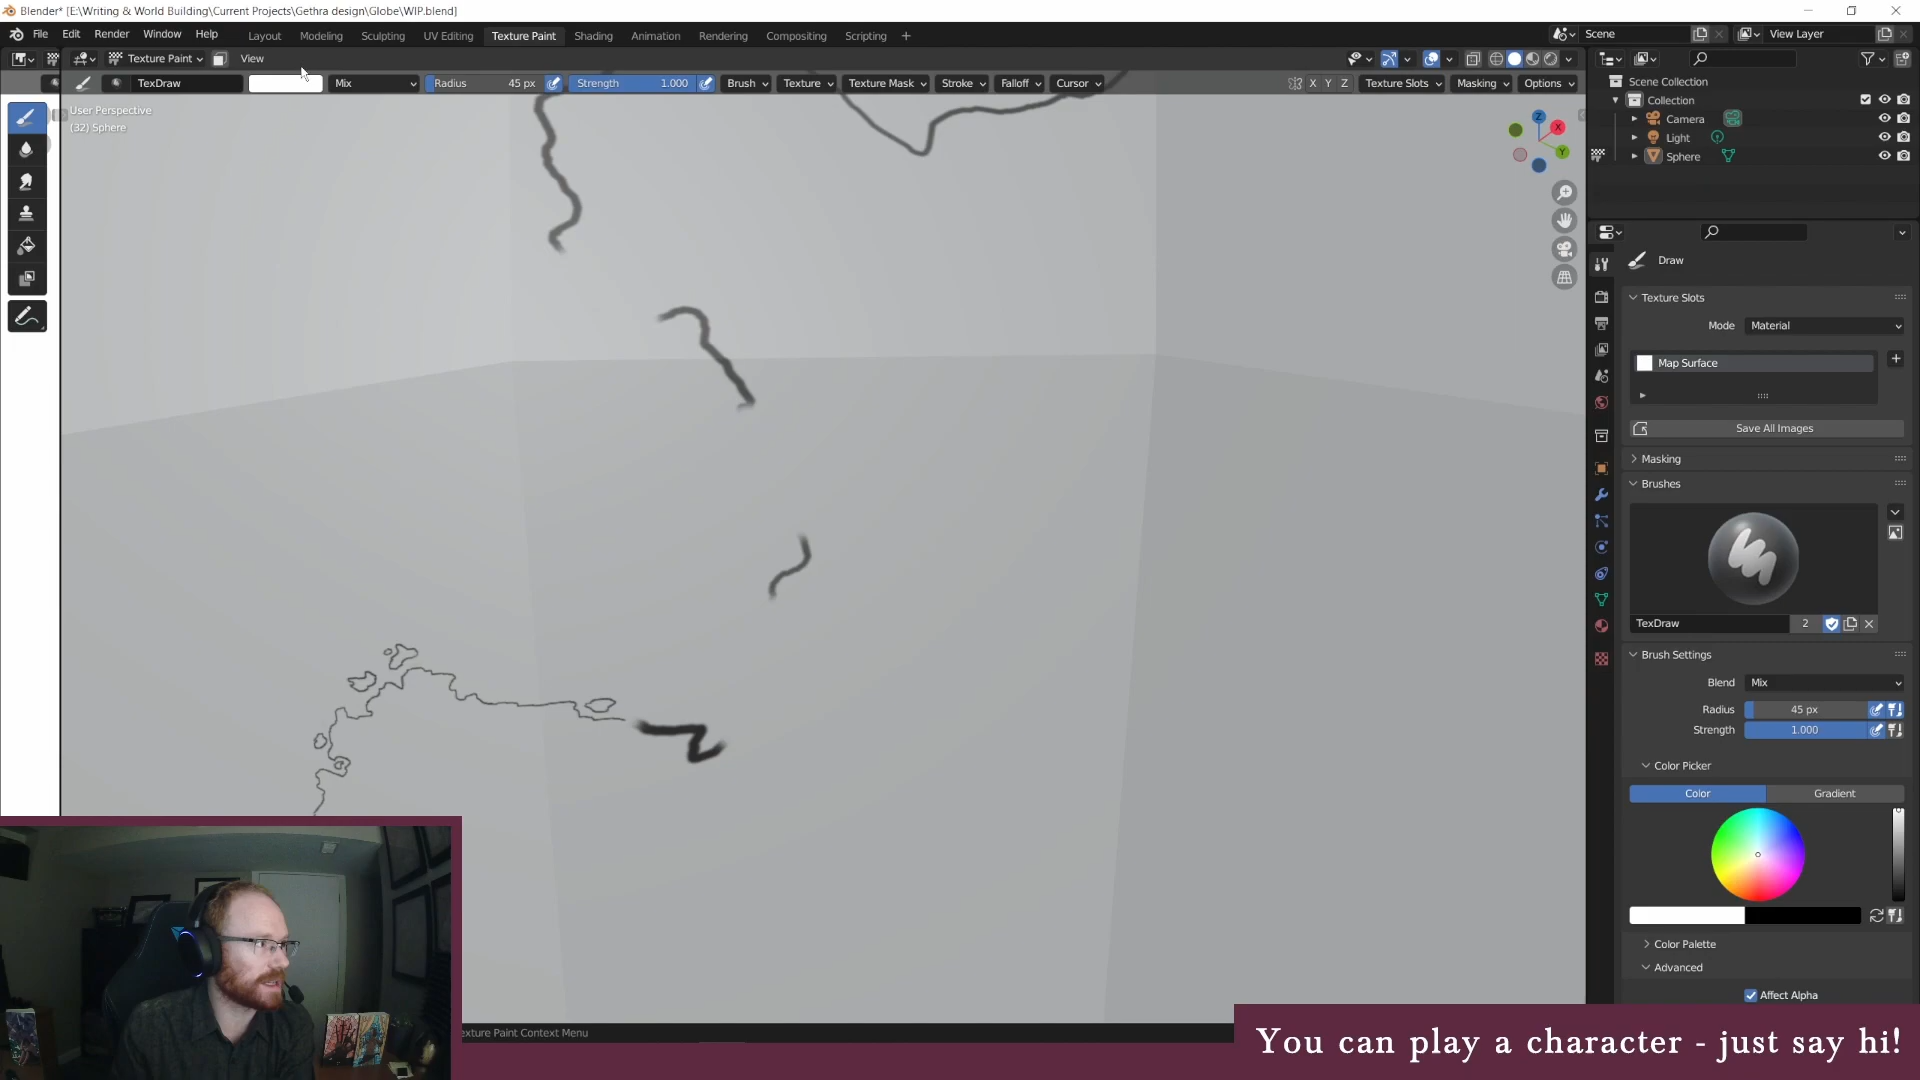 Blender* [E:\Writing & World Building\Current Projects\Gethra design\Globe\WIP.blend]
File Edit Render Window Help Layout Modeling Sculpting UV Editing Texture Paint Shading Animation Rendering Compositing Scripting + Scene View Layer
Texture Paint View
TexDraw Mix Radius 45 px Strength 1.000 Brush Texture Texture Mask Stroke Falloff Cursor X Y Z Texture Slots Masking Options
User Perspective
(32) Sphere
Z X Y
Scene Collection
Collection
Camera
Light
Sphere
Draw
Texture Slots
Mode Material
Map Surface
Save All Images
Masking
Brushes
TexDraw 2
Brush Settings
Blend Mix
Radius 45 px
Strength 1.000
Color Picker
Color Gradient
Color Palette
Advanced
Affect Alpha
exture Paint Context Menu
You can play a character - just say hi!